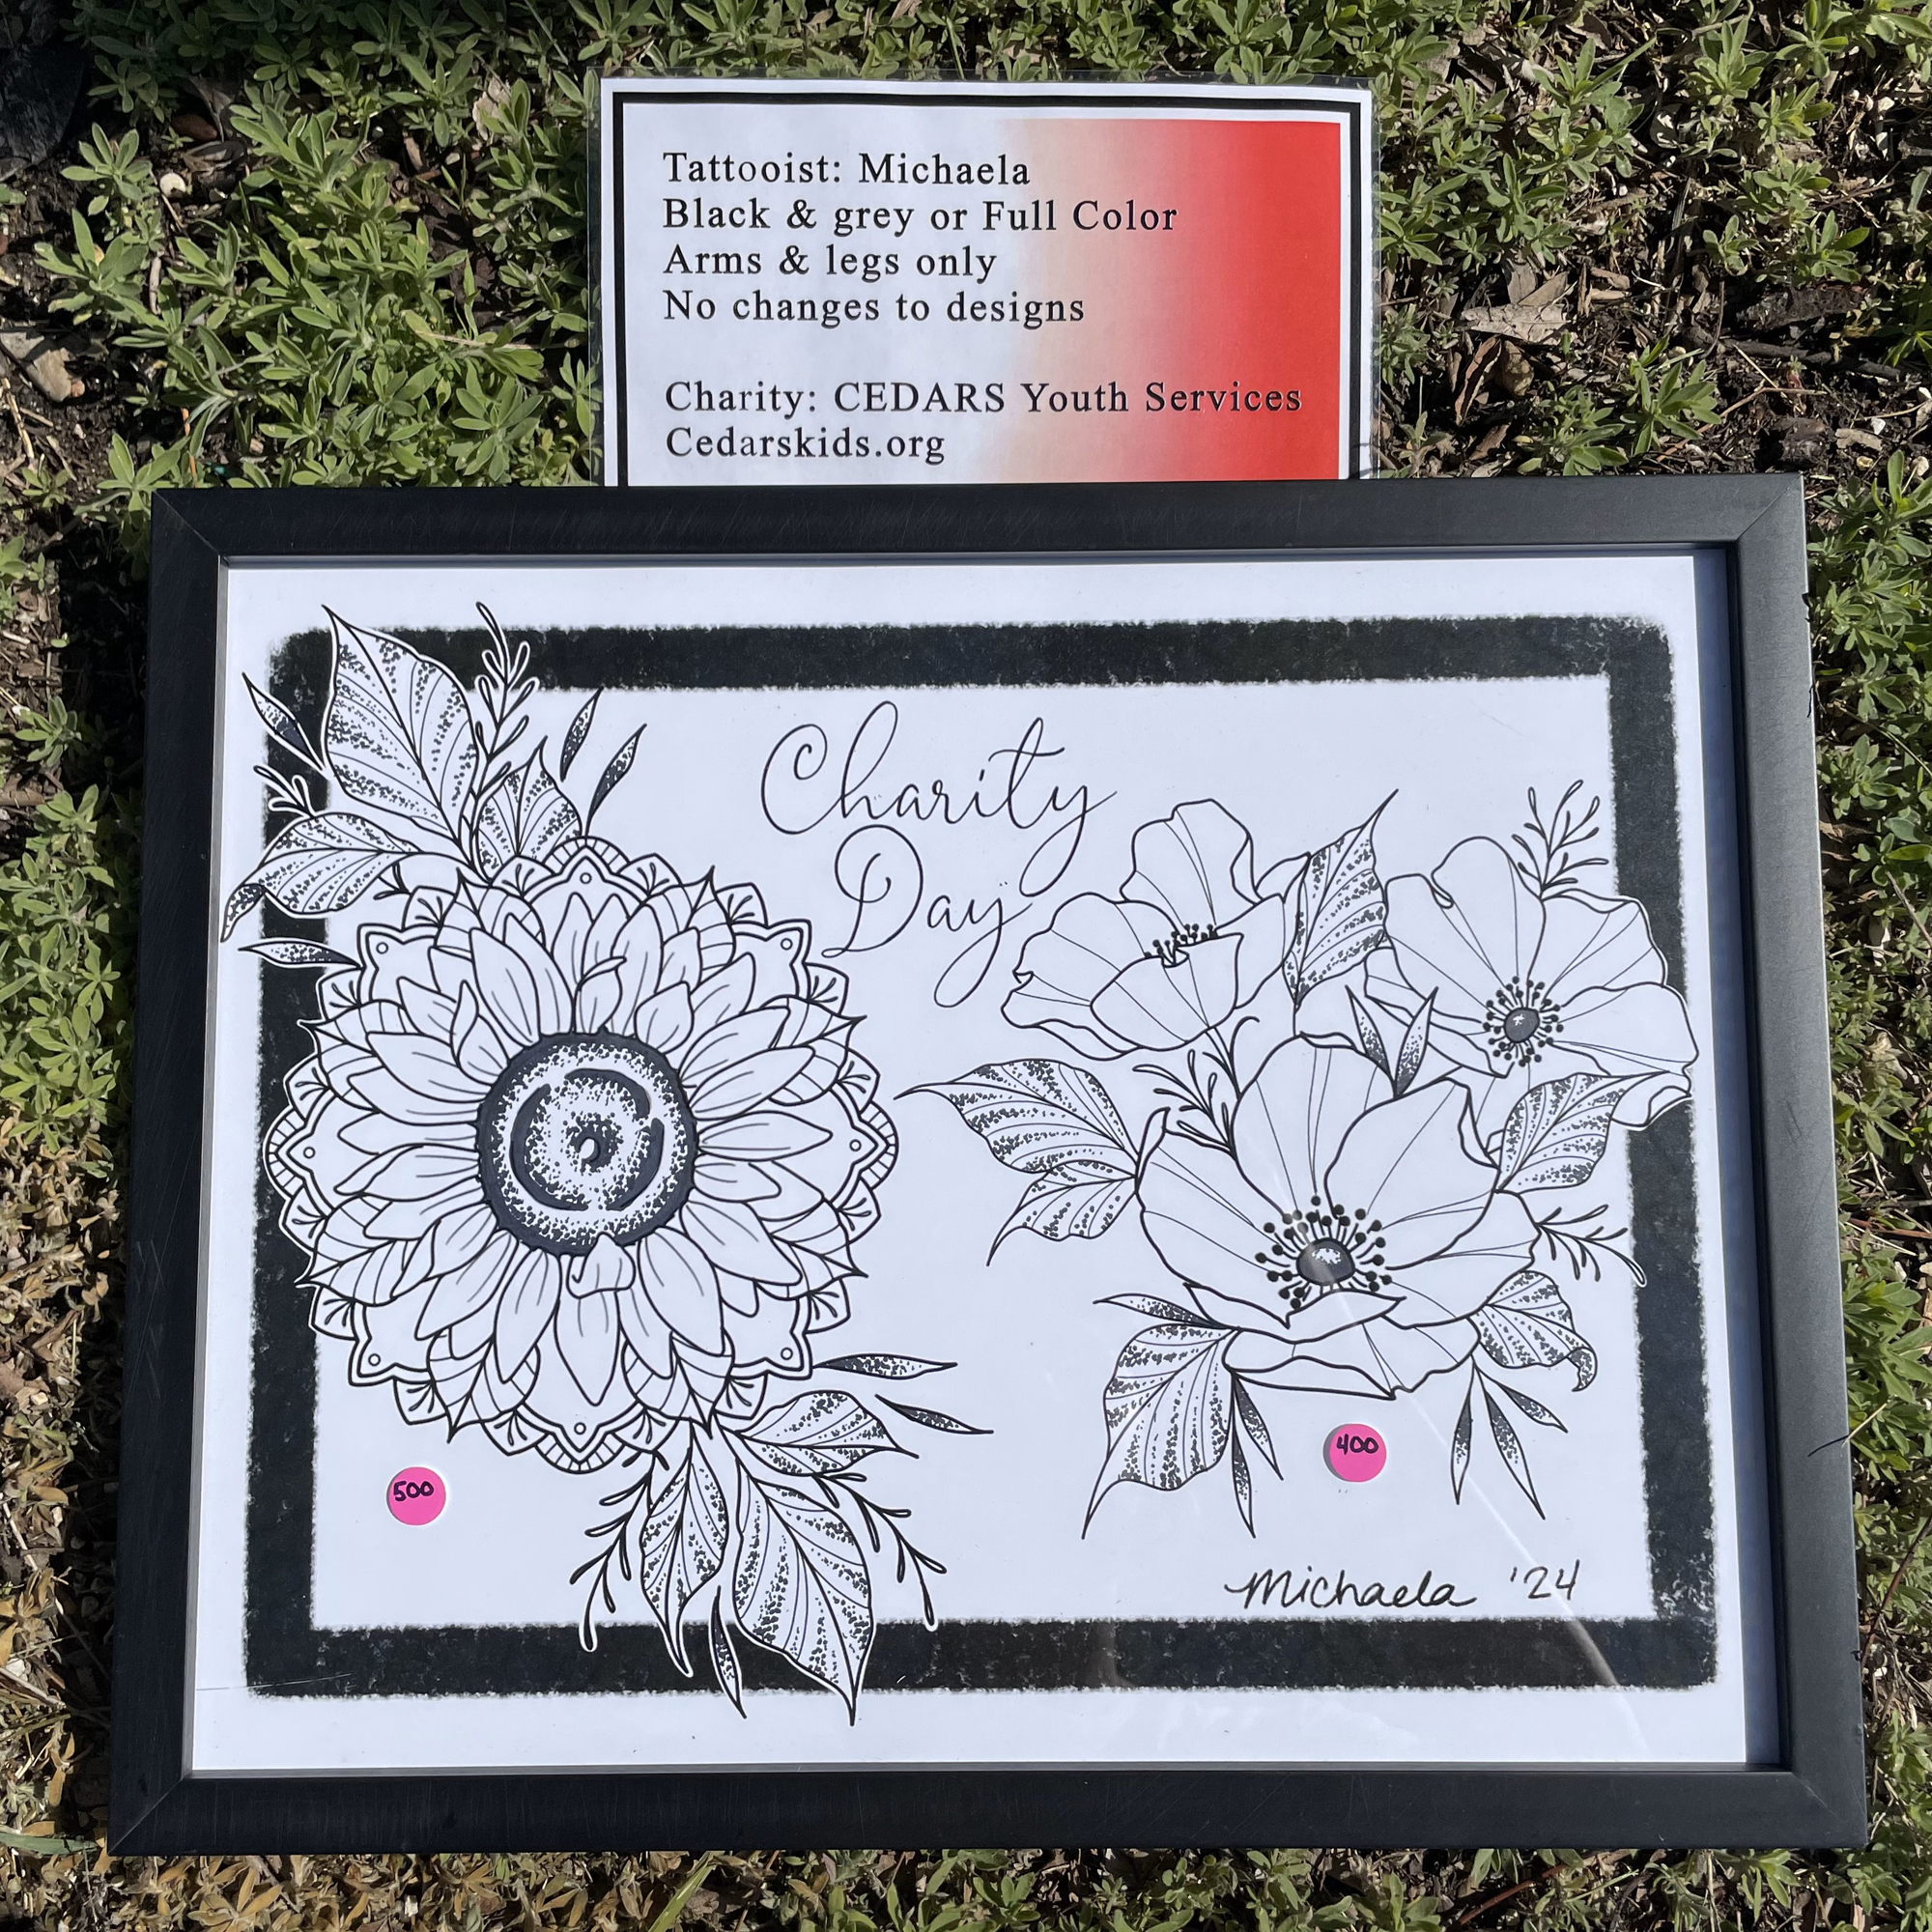 Tattooist: Michaela
Black & grey or Full Color
Arms & legs only
No changes to designs
Charity: CEDARS Youth Services
Cedarskids.org
Charity
Day
500
400
Michaela '24